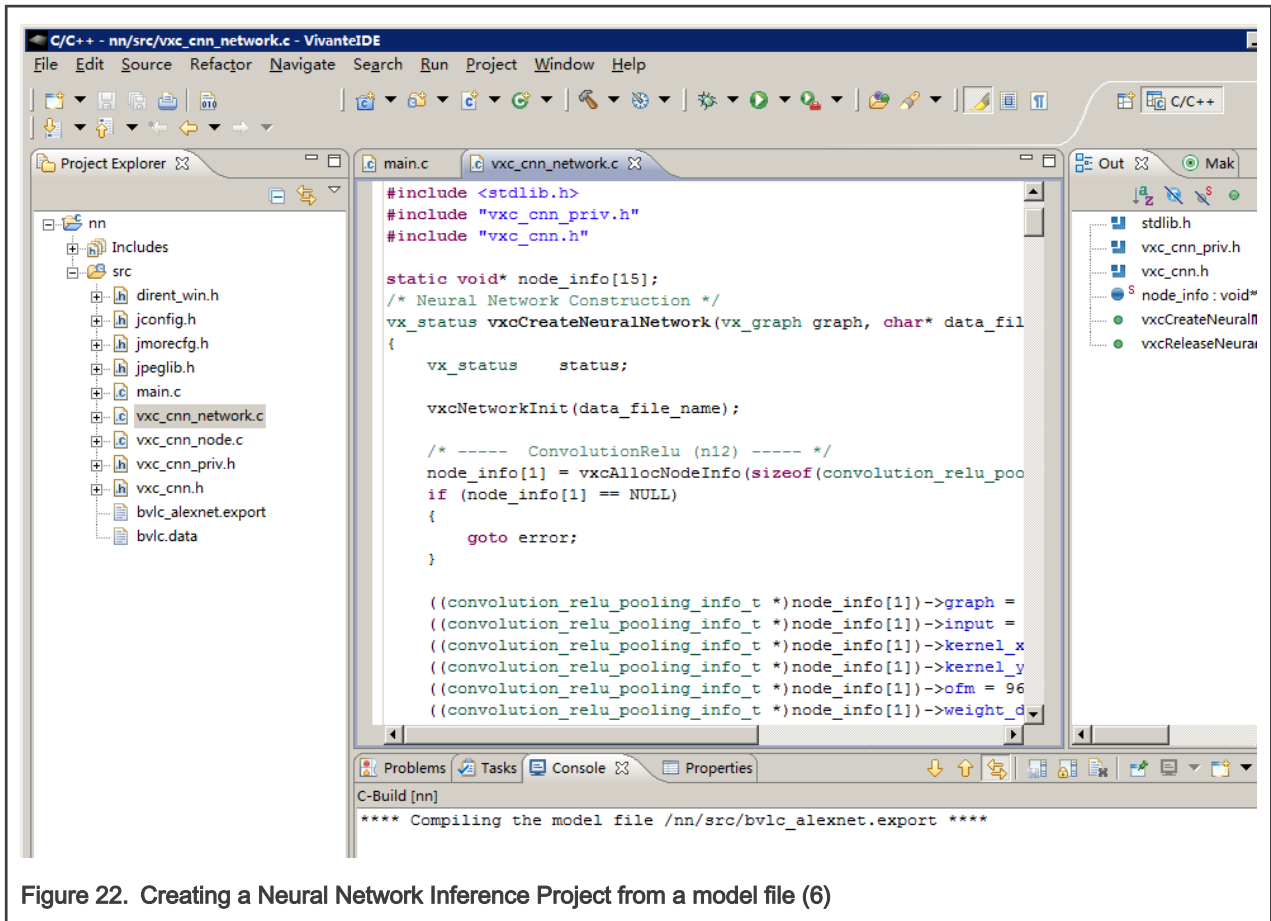 C/C++ - nn/src/vxc_cnn_network.c - VivanteIDE
File Edit Source Refactor Navigate Search Run Project Window Help
010
C/C++
Project Explorer
main.c
vxc_cnn_network.c
Out
Mak
nn
Includes
src
dirent_win.h
jconfig.h
jmorecfg.h
jpeglib.h
main.c
vxc_cnn_network.c
vxc_cnn_node.c
vxc_cnn_priv.h
vxc_cnn.h
bvlc_alexnet.export
bvlc.data
#include <stdlib.h>
#include "vxc_cnn_priv.h"
#include "vxc_cnn.h"
static void* node_info[15];
/* Neural Network Construction */
vx_status vxcCreateNeuralNetwork(vx_graph graph, char* data_fil
{
vx_status    status;
vxcNetworkInit(data_file_name);
/* -----  ConvolutionRelu (n12) ----- */
node_info[1] = vxcAllocNodeInfo(sizeof(convolution_relu_poo
if (node_info[1] == NULL)
{
goto error;
}
((convolution_relu_pooling_info_t *)node_info[1])->graph =
((convolution_relu_pooling_info_t *)node_info[1])->input =
((convolution_relu_pooling_info_t *)node_info[1])->kernel_x
((convolution_relu_pooling_info_t *)node_info[1])->kernel_y
((convolution_relu_pooling_info_t *)node_info[1])->ofm = 96
((convolution_relu_pooling_info_t *)node_info[1])->weight_d
stdlib.h
vxc_cnn_priv.h
vxc_cnn.h
node_info : void*
vxcCreateNeural
vxcReleaseNeura
Problems Tasks Console Properties
C-Build [nn]
**** Compiling the model file /nn/src/bvlc_alexnet.export ****
Figure 22. Creating a Neural Network Inference Project from a model file (6)